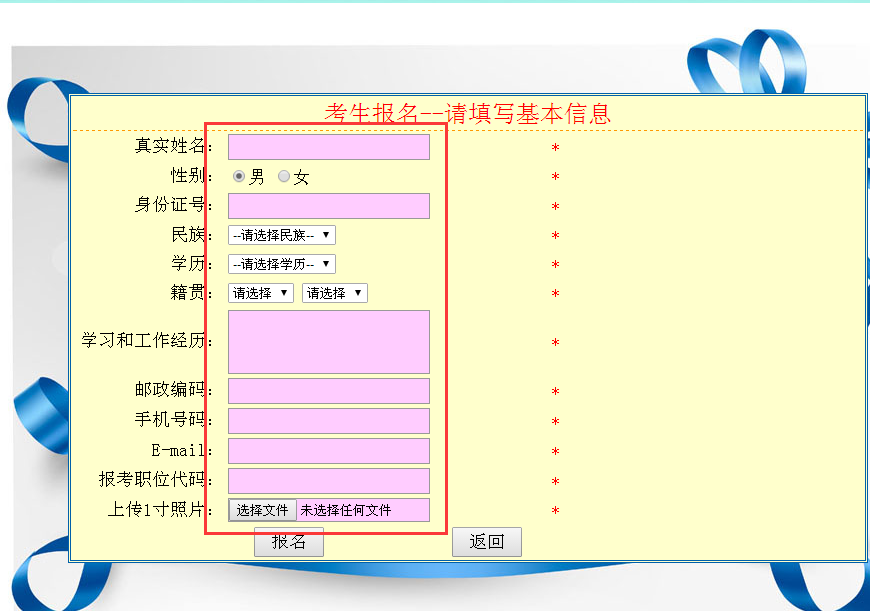 考生报名--请填写基本信息
真实姓名： *
性别： 男 女 *
身份证号： *
民族： --请选择民族-- *
学历： --请选择学历-- *
籍贯： 请选择 请选择 *
学习和工作经历： *
邮政编码： *
手机号码： *
E-mail： *
报考职位代码： *
上传1寸照片： 选择文件 未选择任何文件 *
报名 返回